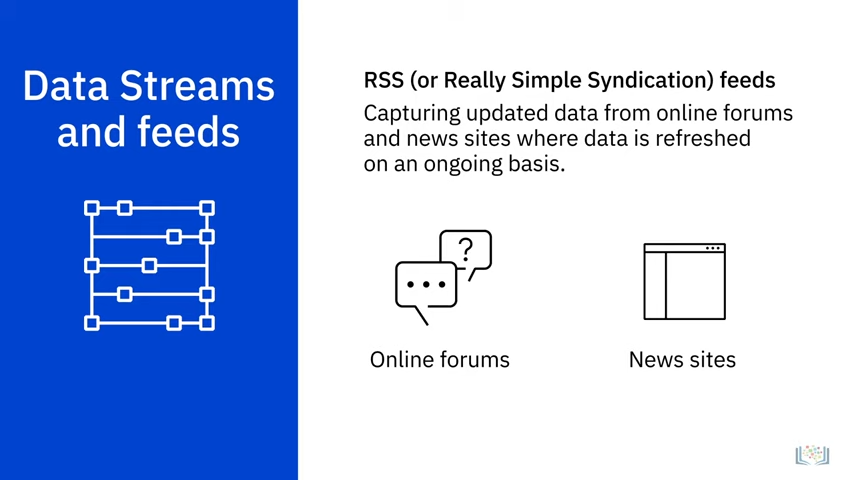 Data Streams
and feeds
RSS (or Really Simple Syndication) feeds
Capturing updated data from online forums
and news sites where data is refreshed
on an ongoing basis.
?
Online forums
News sites